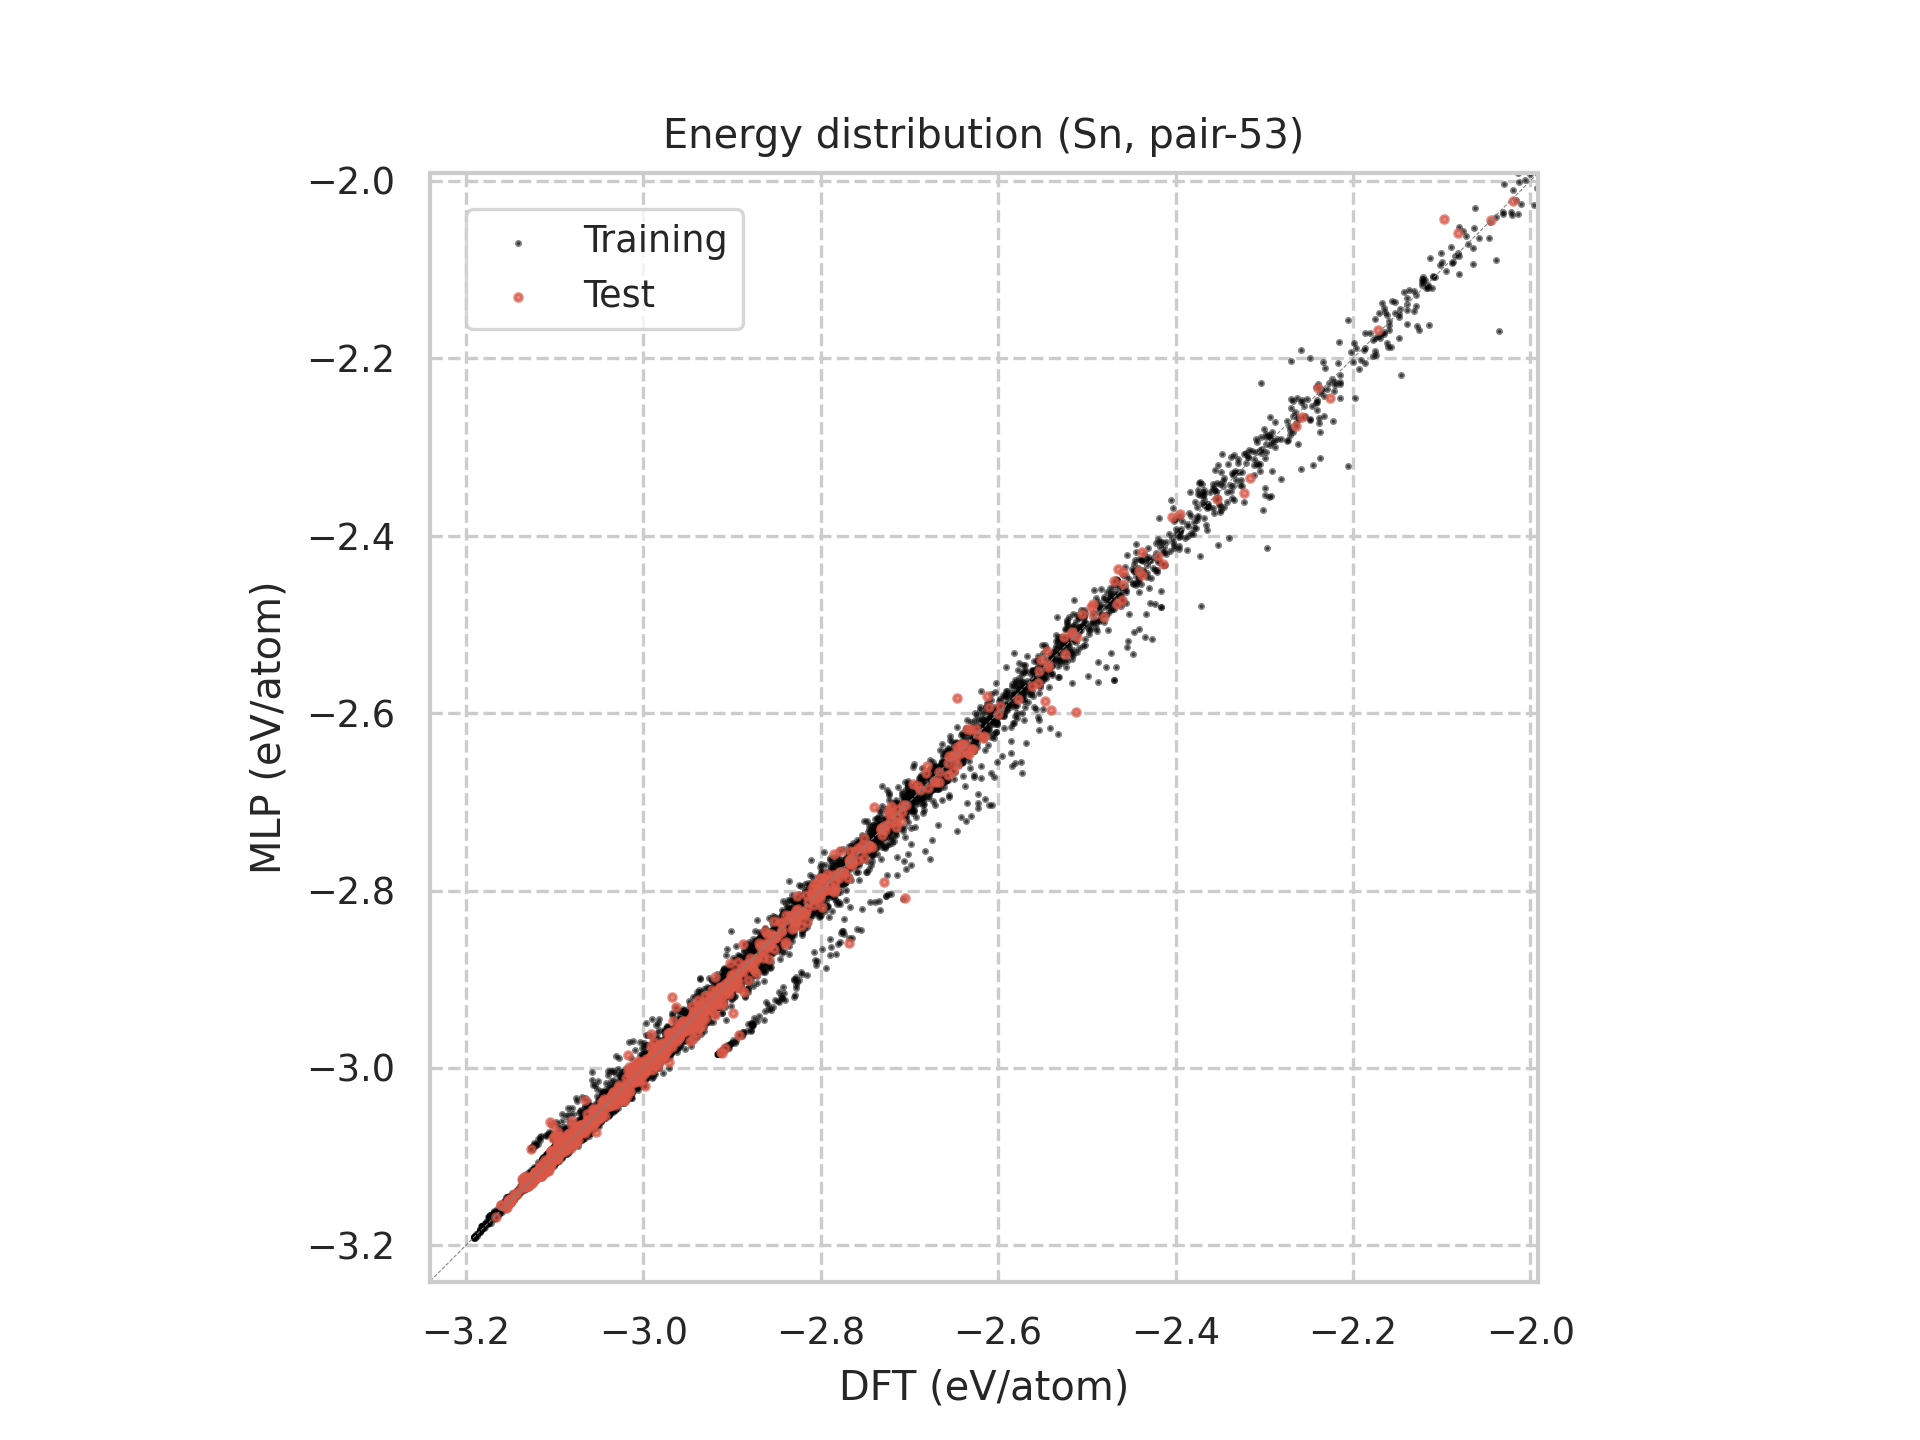 Energy distribution (Sn, pair-53)
−2.0
Training
Test
−2.2
−2.4
−2.6
−2.8
−3.0
−3.2
MLP (eV/atom)
−3.2 −3.0 −2.8 −2.6 −2.4 −2.2 −2.0
DFT (eV/atom)